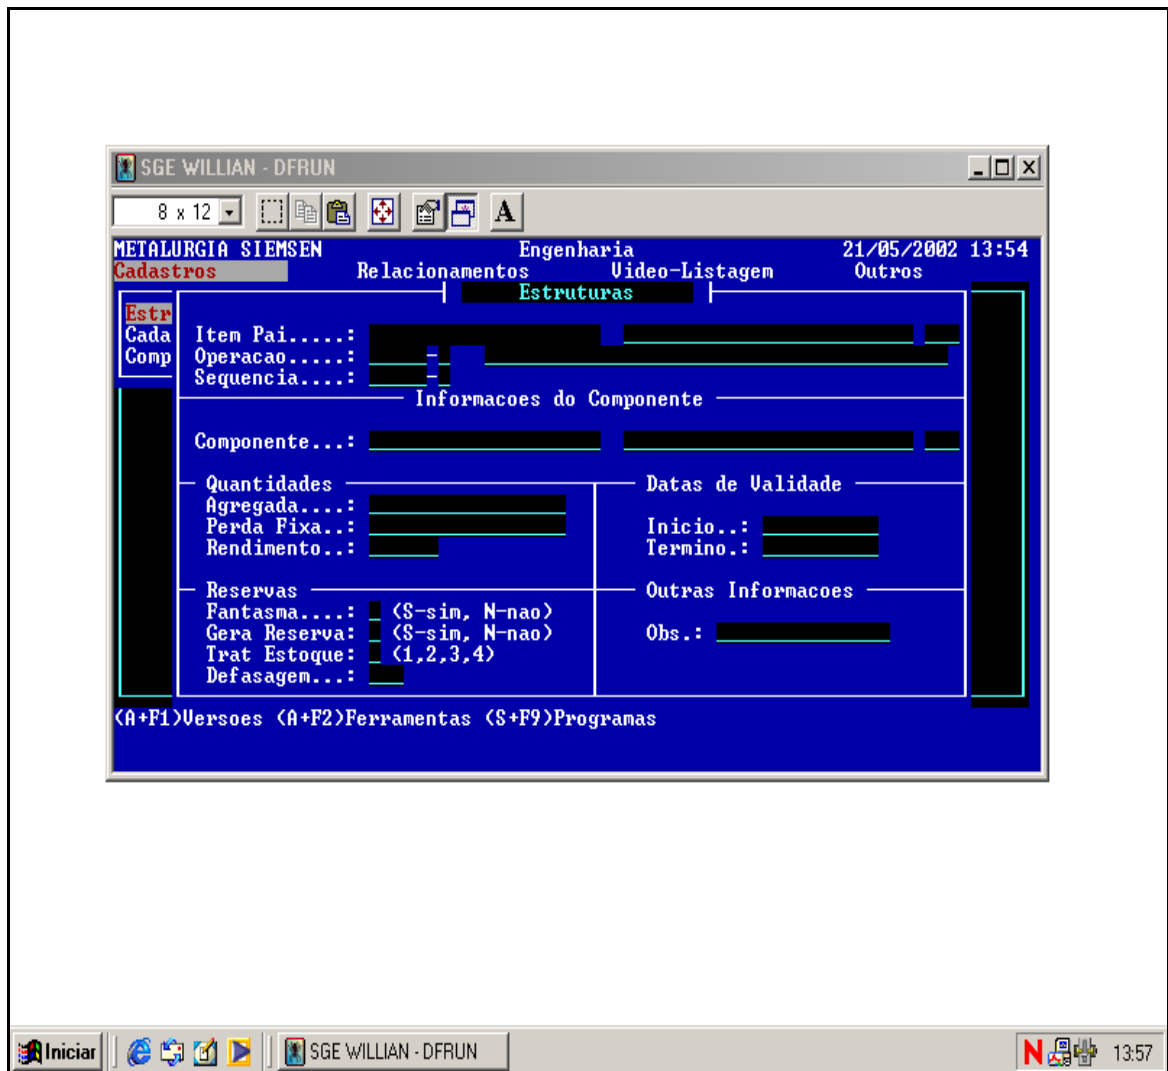 SGE WILLIAN - DFRUN
8 x 12 A
METALURGIA SIEMSEN Engenharia 21/05/2002 13:54
Cadastros Relacionamentos Video-Listagem Outros
Estruturas
Estr
Cada Item Pai.....:
Comp Operacao.....: -
Sequencia....: -
Informacoes do Componente
Componente...:
Quantidades Datas de Validade
Agregada....:
Perda Fixa..: Inicio..:
Rendimento..: Termino.:
Reservas Outras Informacoes
Fantasma....: (S-sim, N-nao)
Gera Reserva: (S-sim, N-nao) Obs.:
Trat Estoque: (1,2,3,4)
Defasagem...:
(A+F1)Versoes (A+F2)Ferramentas (S+F9)Programas
Iniciar SGE WILLIAN - DFRUN N 13:57